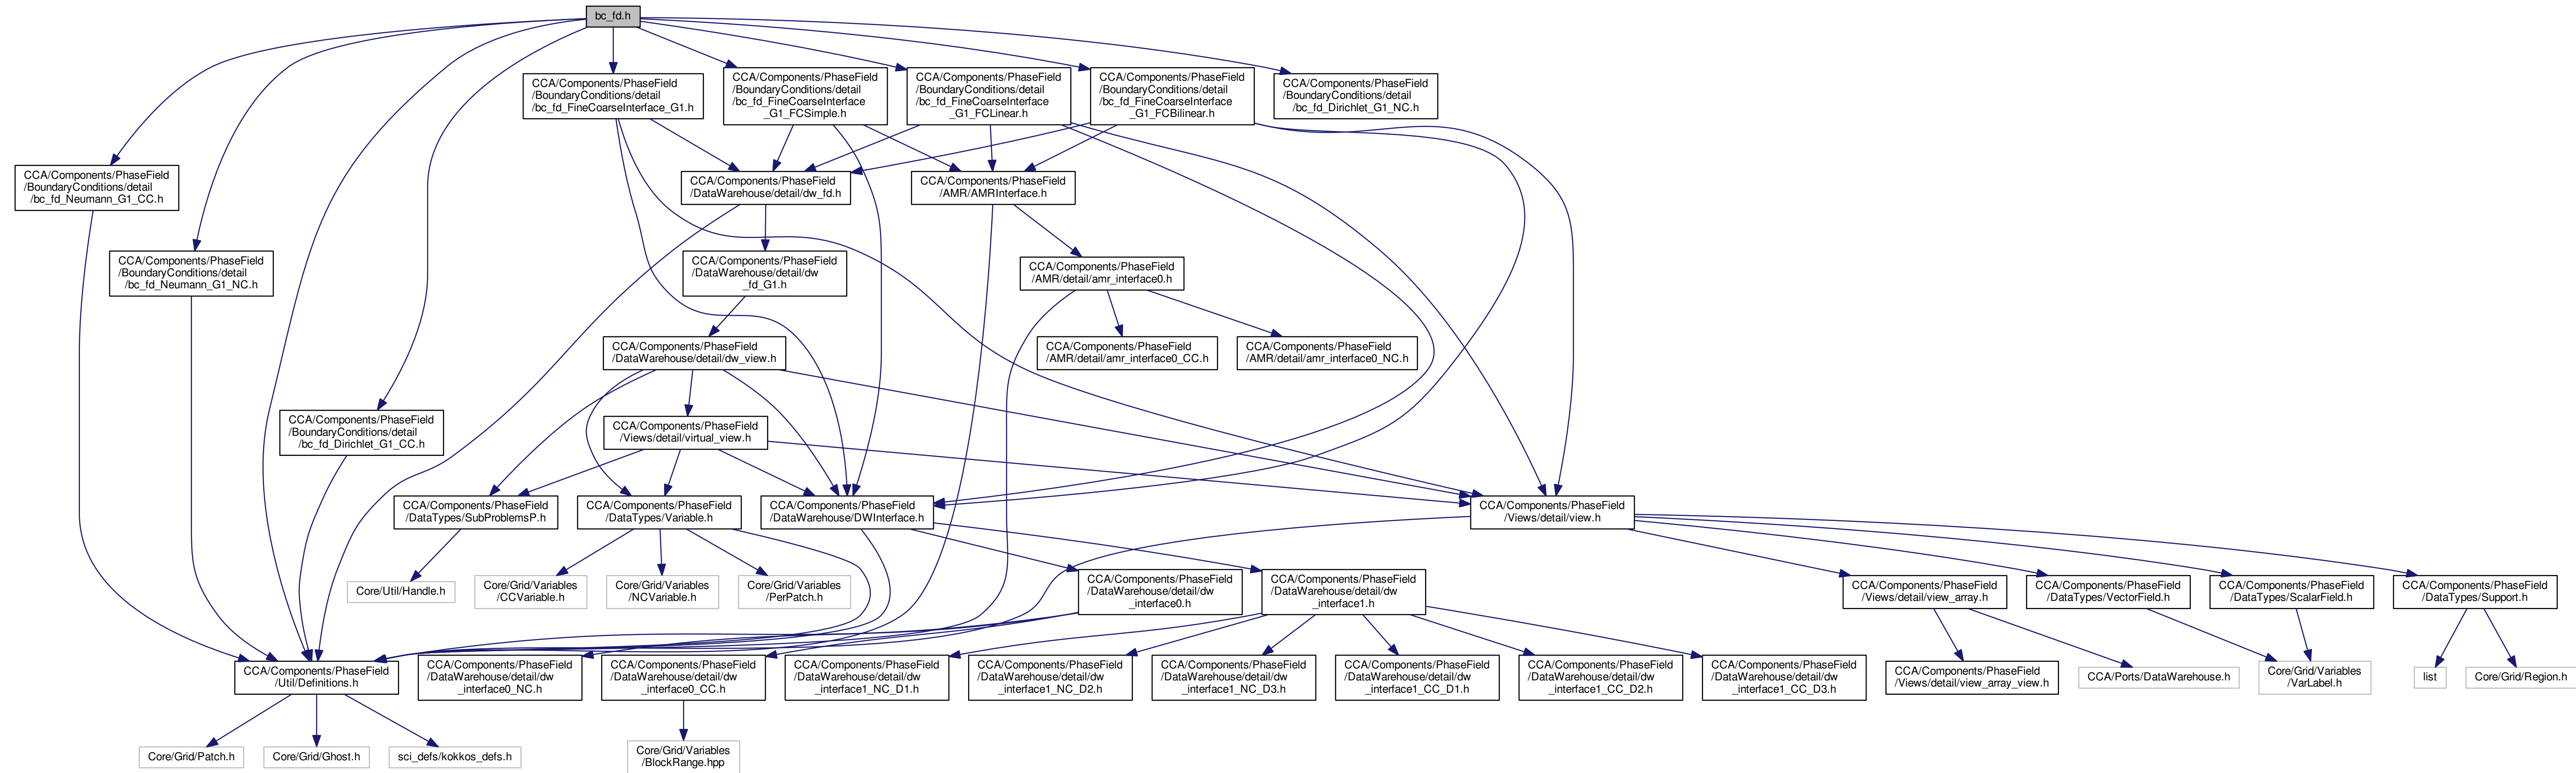 bc_fd.h
CCA/Components/PhaseField
/BoundaryConditions/detail
/bc_fd_FineCoarseInterface_G1.h
CCA/Components/PhaseField
/BoundaryConditions/detail
/bc_fd_FineCoarseInterface
_G1_FCSimple.h
CCA/Components/PhaseField
/BoundaryConditions/detail
/bc_fd_FineCoarseInterface
_G1_FCLinear.h
CCA/Components/PhaseField
/BoundaryConditions/detail
/bc_fd_FineCoarseInterface
_G1_FCBilinear.h
CCA/Components/PhaseField
/BoundaryConditions/detail
/bc_fd_Dirichlet_G1_NC.h
CCA/Components/PhaseField
/BoundaryConditions/detail
/bc_fd_Neumann_G1_CC.h
CCA/Components/PhaseField
/DataWarehouse/detail/dw_fd.h
CCA/Components/PhaseField
/AMR/AMRInterface.h
CCA/Components/PhaseField
/BoundaryConditions/detail
/bc_fd_Neumann_G1_NC.h
CCA/Components/PhaseField
/DataWarehouse/detail/dw
_fd_G1.h
CCA/Components/PhaseField
/AMR/detail/amr_interface0.h
CCA/Components/PhaseField
/DataWarehouse/detail/dw_view.h
CCA/Components/PhaseField
/AMR/detail/amr_interface0_CC.h
CCA/Components/PhaseField
/AMR/detail/amr_interface0_NC.h
CCA/Components/PhaseField
/BoundaryConditions/detail
/bc_fd_Dirichlet_G1_CC.h
CCA/Components/PhaseField
/Views/detail/virtual_view.h
CCA/Components/PhaseField
/DataTypes/SubProblemsP.h
CCA/Components/PhaseField
/DataTypes/Variable.h
CCA/Components/PhaseField
/DataWarehouse/DWInterface.h
CCA/Components/PhaseField
/Views/detail/view.h
Core/Util/Handle.h
Core/Grid/Variables
/CCVariable.h
Core/Grid/Variables
/NCVariable.h
Core/Grid/Variables
/PerPatch.h
CCA/Components/PhaseField
/DataWarehouse/detail/dw
_interface0.h
CCA/Components/PhaseField
/DataWarehouse/detail/dw
_interface1.h
CCA/Components/PhaseField
/Views/detail/view_array.h
CCA/Components/PhaseField
/DataTypes/VectorField.h
CCA/Components/PhaseField
/DataTypes/ScalarField.h
CCA/Components/PhaseField
/DataTypes/Support.h
CCA/Components/PhaseField
/Util/Definitions.h
CCA/Components/PhaseField
/DataWarehouse/detail/dw
_interface0_NC.h
CCA/Components/PhaseField
/DataWarehouse/detail/dw
_interface0_CC.h
CCA/Components/PhaseField
/DataWarehouse/detail/dw
_interface1_NC_D1.h
CCA/Components/PhaseField
/DataWarehouse/detail/dw
_interface1_NC_D2.h
CCA/Components/PhaseField
/DataWarehouse/detail/dw
_interface1_NC_D3.h
CCA/Components/PhaseField
/DataWarehouse/detail/dw
_interface1_CC_D1.h
CCA/Components/PhaseField
/DataWarehouse/detail/dw
_interface1_CC_D2.h
CCA/Components/PhaseField
/DataWarehouse/detail/dw
_interface1_CC_D3.h
CCA/Components/PhaseField
/Views/detail/view_array_view.h
CCA/Ports/DataWarehouse.h
Core/Grid/Variables
/VarLabel.h
list
Core/Grid/Region.h
Core/Grid/Patch.h
Core/Grid/Ghost.h
sci_defs/kokkos_defs.h
Core/Grid/Variables
/BlockRange.hpp